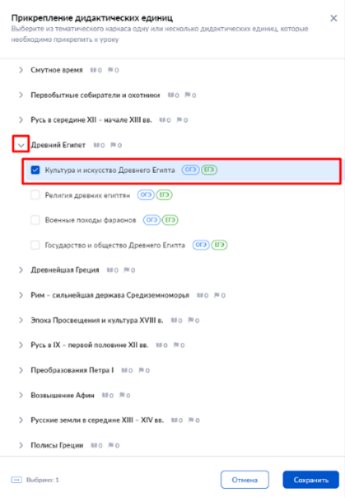 Прикрепление дидактических единиц
Выберите из тематического каркаса одну или несколько дидактических единиц, которые
необходимо прикрепить к уроку
Смутное время 0 0
Первобытные собиратели и охотники 0 0
Русь в середине XII – начале XIII вв. 0 0
Древний Египет 0 0
Культура и искусство Древнего Египта ОГЭ ЕГЭ
Религия древних египтян ОГЭ ЕГЭ
Военные походы фараонов ОГЭ ЕГЭ
Государство и общество Древнего Египта ОГЭ ЕГЭ
Древнейшая Греция 0 0
Рим – сильнейшая держава Средиземноморья 0 0
Эпоха Просвещения и культура XVIII в. 0 0
Русь в IX – первой половине XII вв. 0 0
Преобразования Петра I 0 0
Возвышение Афин 0 0
Русские земли в середине XIII – XIV вв. 0 0
Полисы Греции 0 0
Выбрано: 1
Отмена
Сохранить